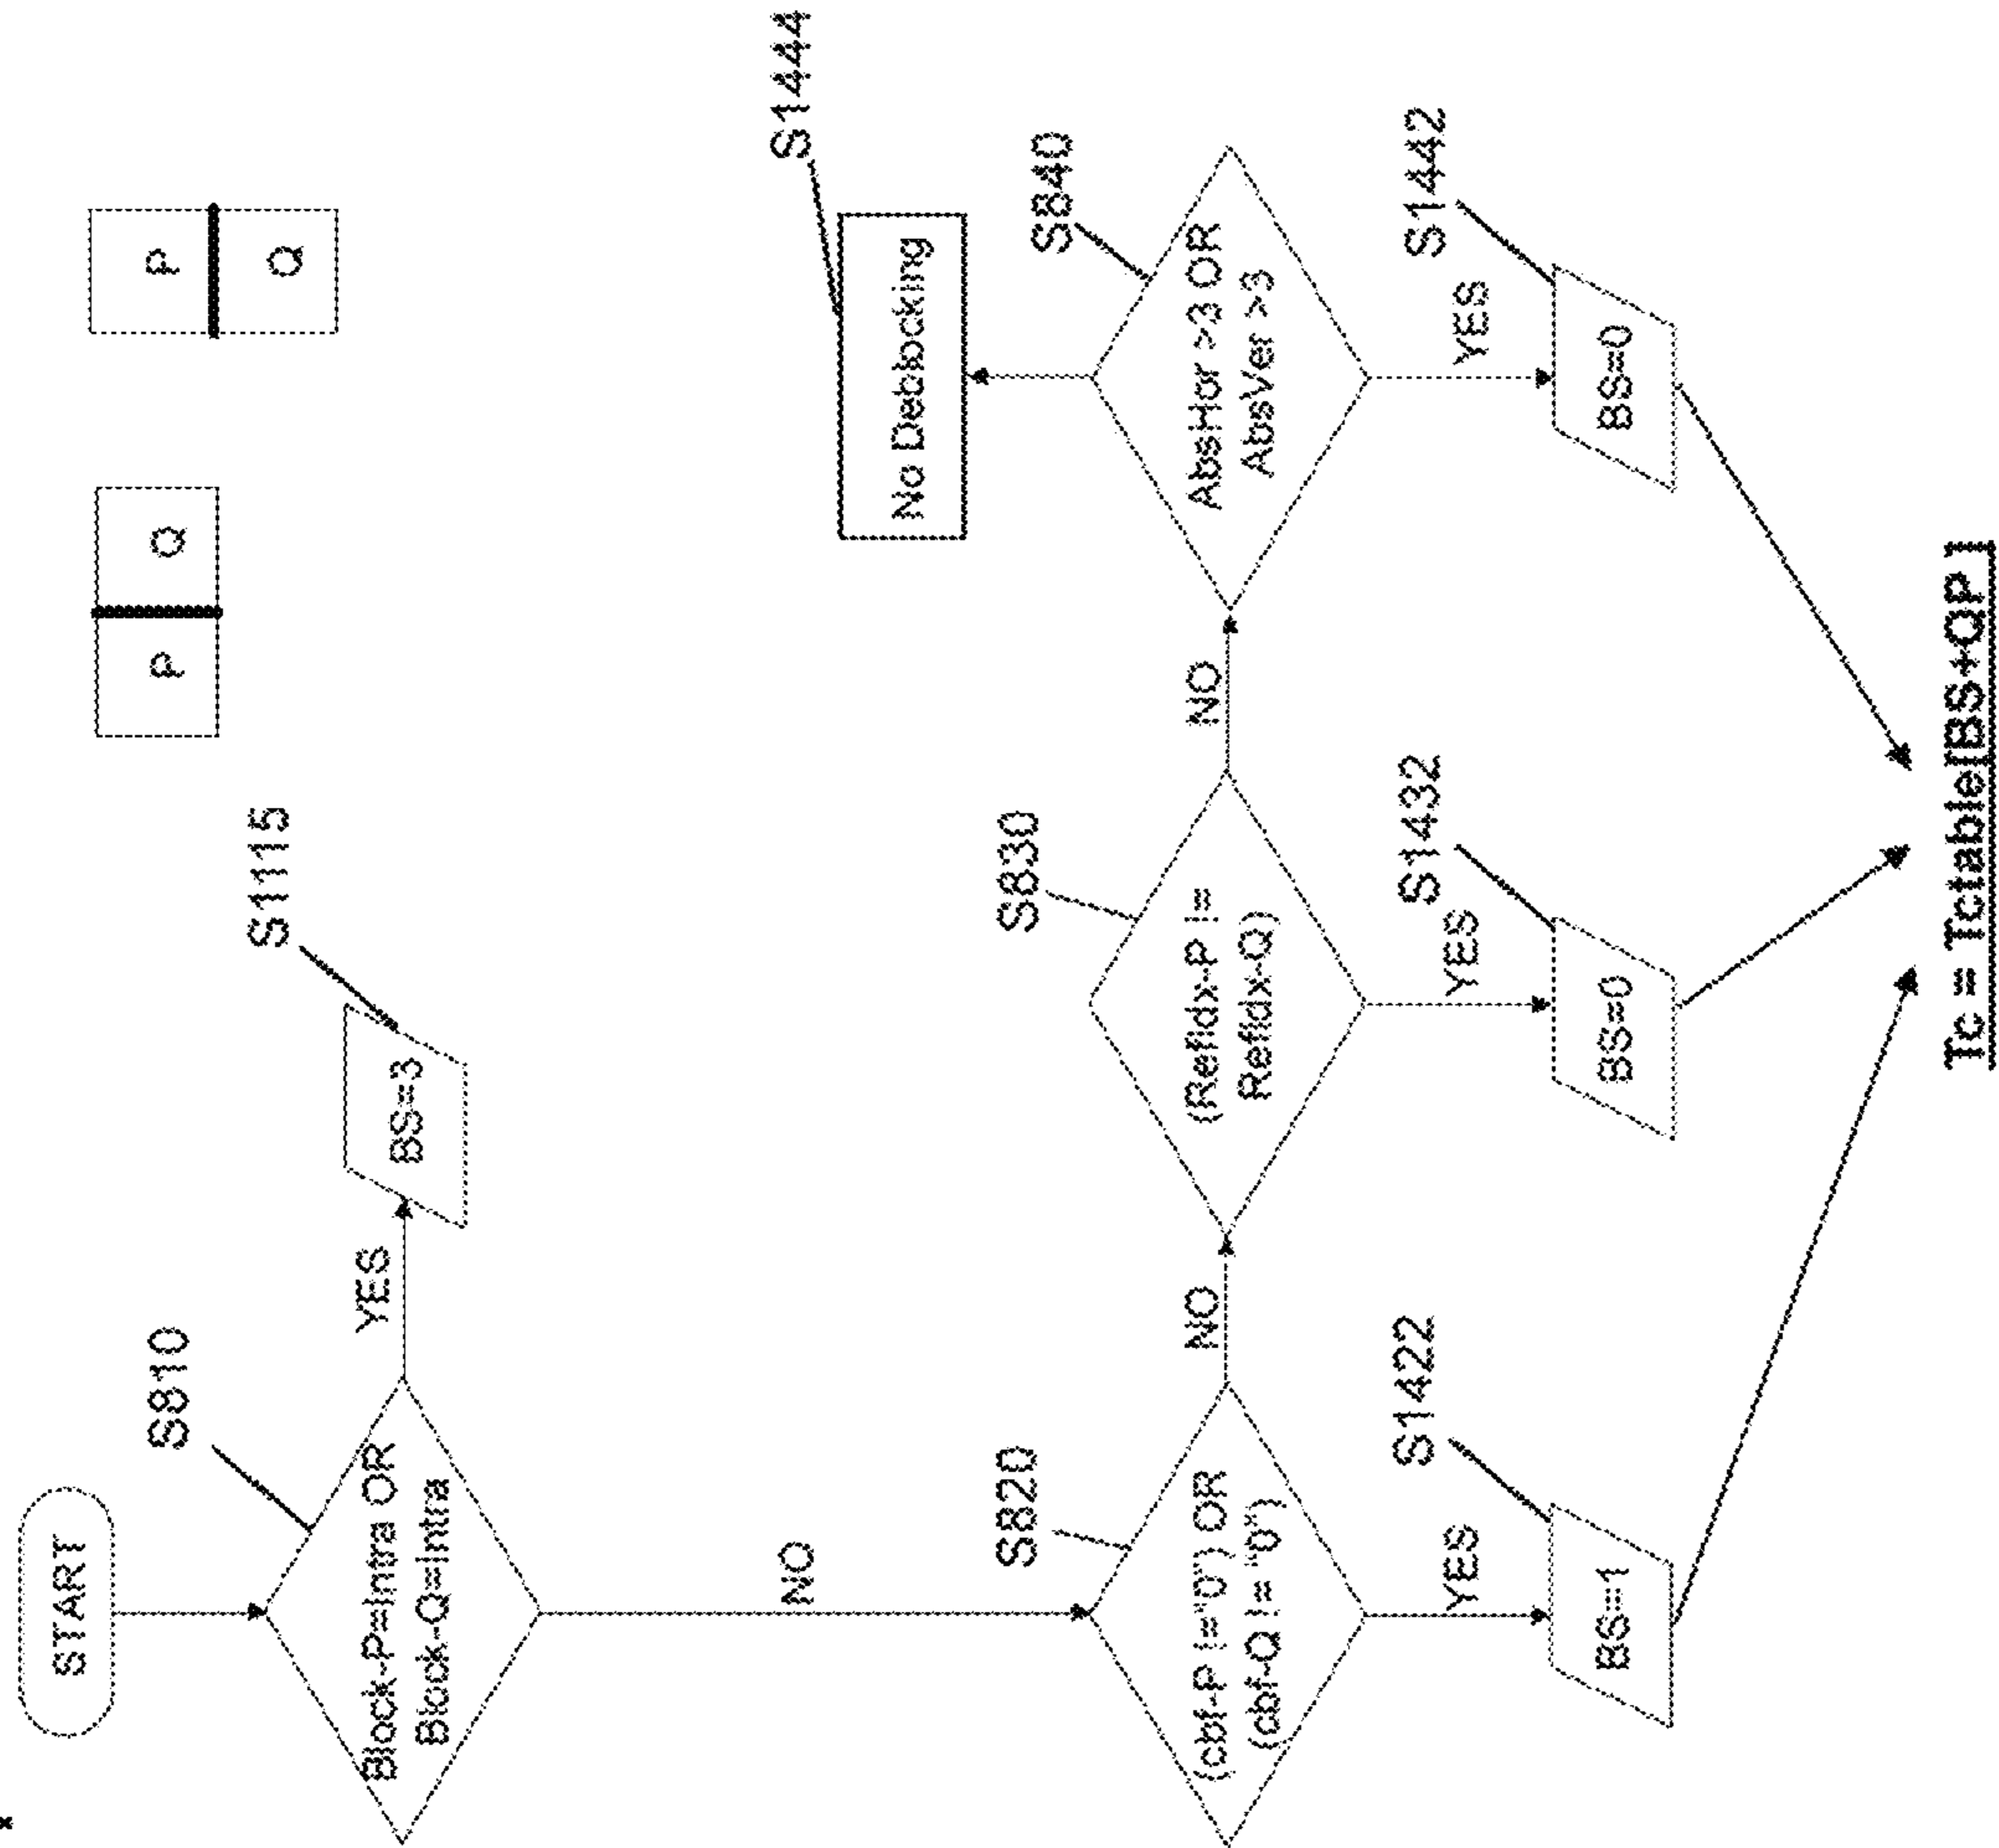 START
S810
Block-P=Intra OR
Block-Q=Intra
YES
S1115
BS=3
P
Q
P
Q
NO
S820
(cbf-P !="0") OR
(cbf-Q != "0")
NO
S830
(RefIdx-P !=
RefIdx-Q)
NO
S840
AbsHor >3 OR
AbsVer >3
S1444
No Deblocking
YES
S1422
BS=1
YES
S1432
BS=0
YES
S1442
BS=0
Tc = Tctable[BS+QP ]